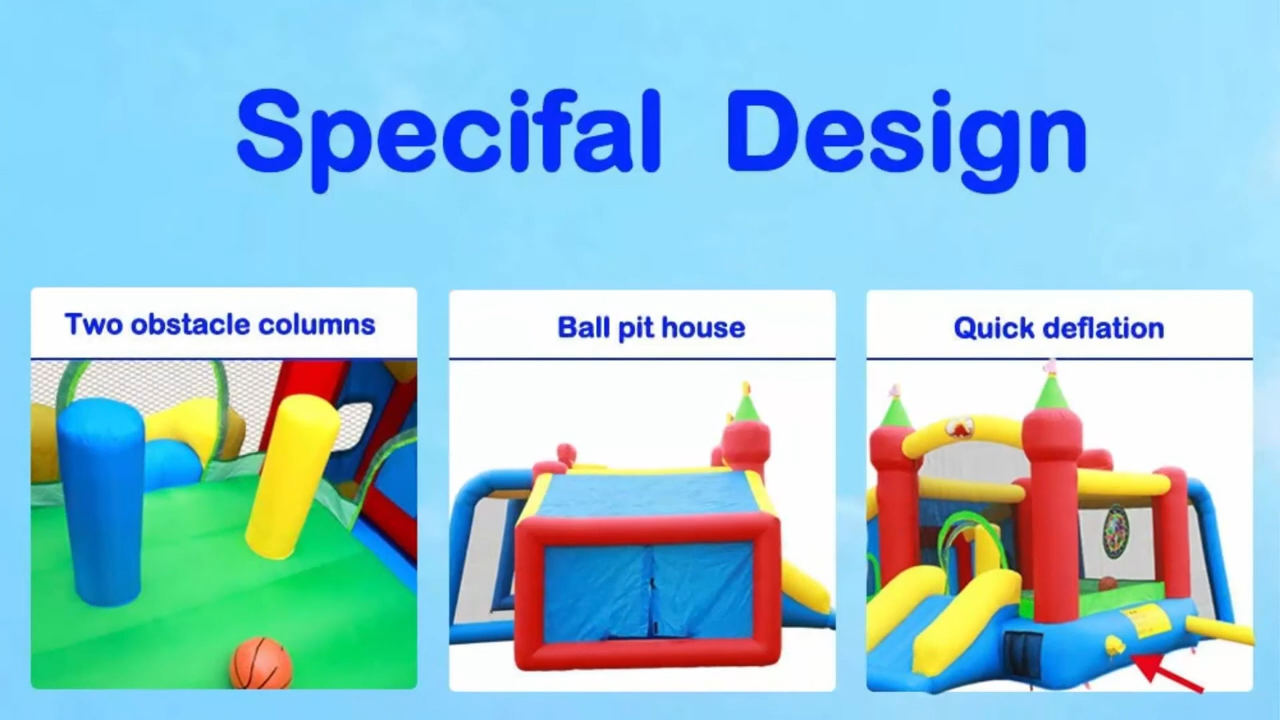 Specifal Design
Two obstacle columns
Ball pit house
Quick deflation